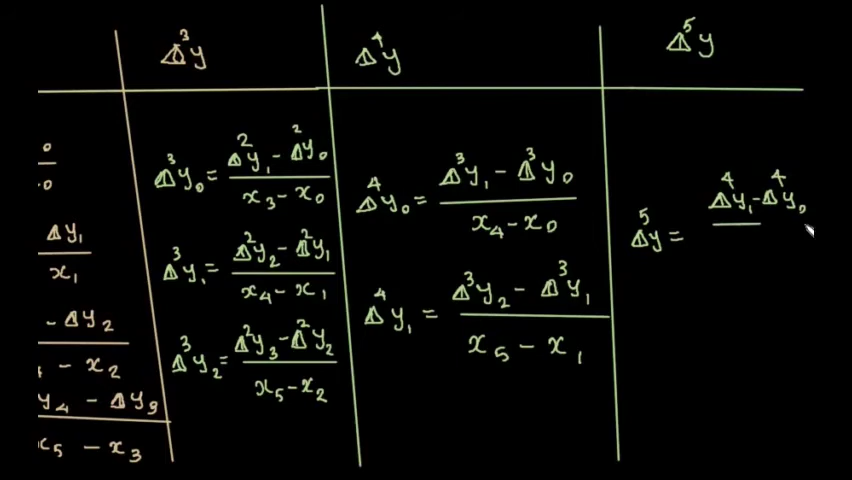 Δ³y
Δ⁴y
Δ⁵y
Δy₁ / x₁
- Δy₂ / - x₂
y₄ - Δy₃ / x₅ - x₃
Δ³y₀ = Δ²y₁ - Δ²y₀ / x₃ - x₀
Δ³y₁ = Δ²y₂ - Δ²y₁ / x₄ - x₁
Δ³y₂ = Δ²y₃ - Δ²y₂ / x₅ - x₂
Δ⁴y₀ = Δ³y₁ - Δ³y₀ / x₄ - x₀
Δ⁴y₁ = Δ³y₂ - Δ³y₁ / x₅ - x₁
Δ⁵y = Δ⁴y₁ - Δ⁴y₀